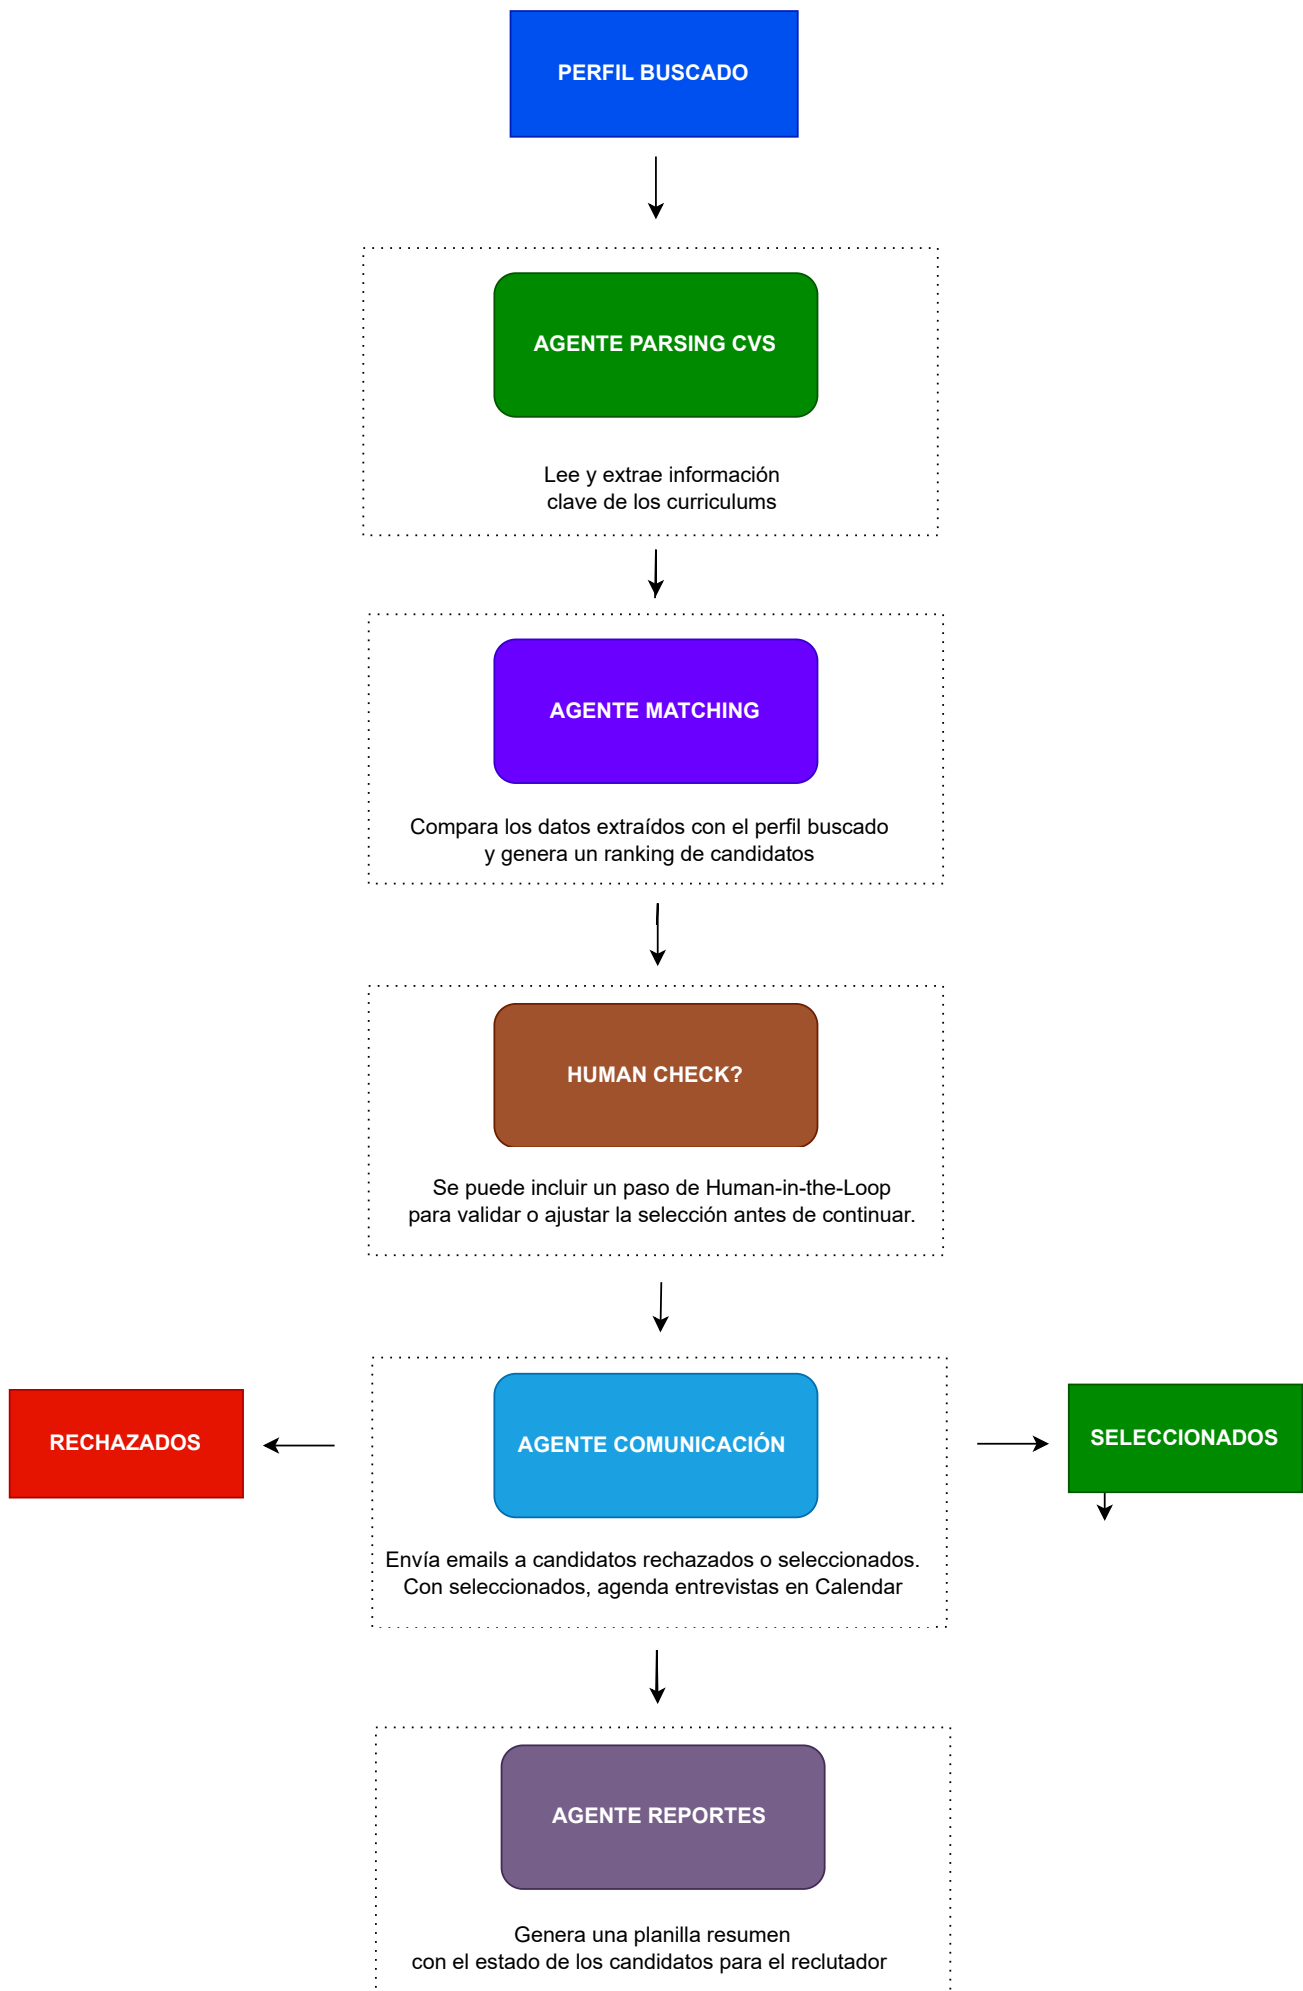 PERFIL BUSCADO
AGENTE PARSING CVS
Lee y extrae información
clave de los curriculums
AGENTE MATCHING
Compara los datos extraídos con el perfil buscado
y genera un ranking de candidatos
HUMAN CHECK?
Se puede incluir un paso de Human-in-the-Loop
para validar o ajustar la selección antes de continuar.
RECHAZADOS
AGENTE COMUNICACIÓN
SELECCIONADOS
Envía emails a candidatos rechazados o seleccionados.
Con seleccionados, agenda entrevistas en Calendar
AGENTE REPORTES
Genera una planilla resumen
con el estado de los candidatos para el reclutador